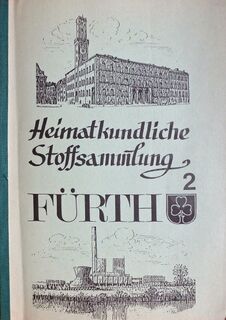 Heimatkundliche
Stoffsammlung
2
FÜRTH